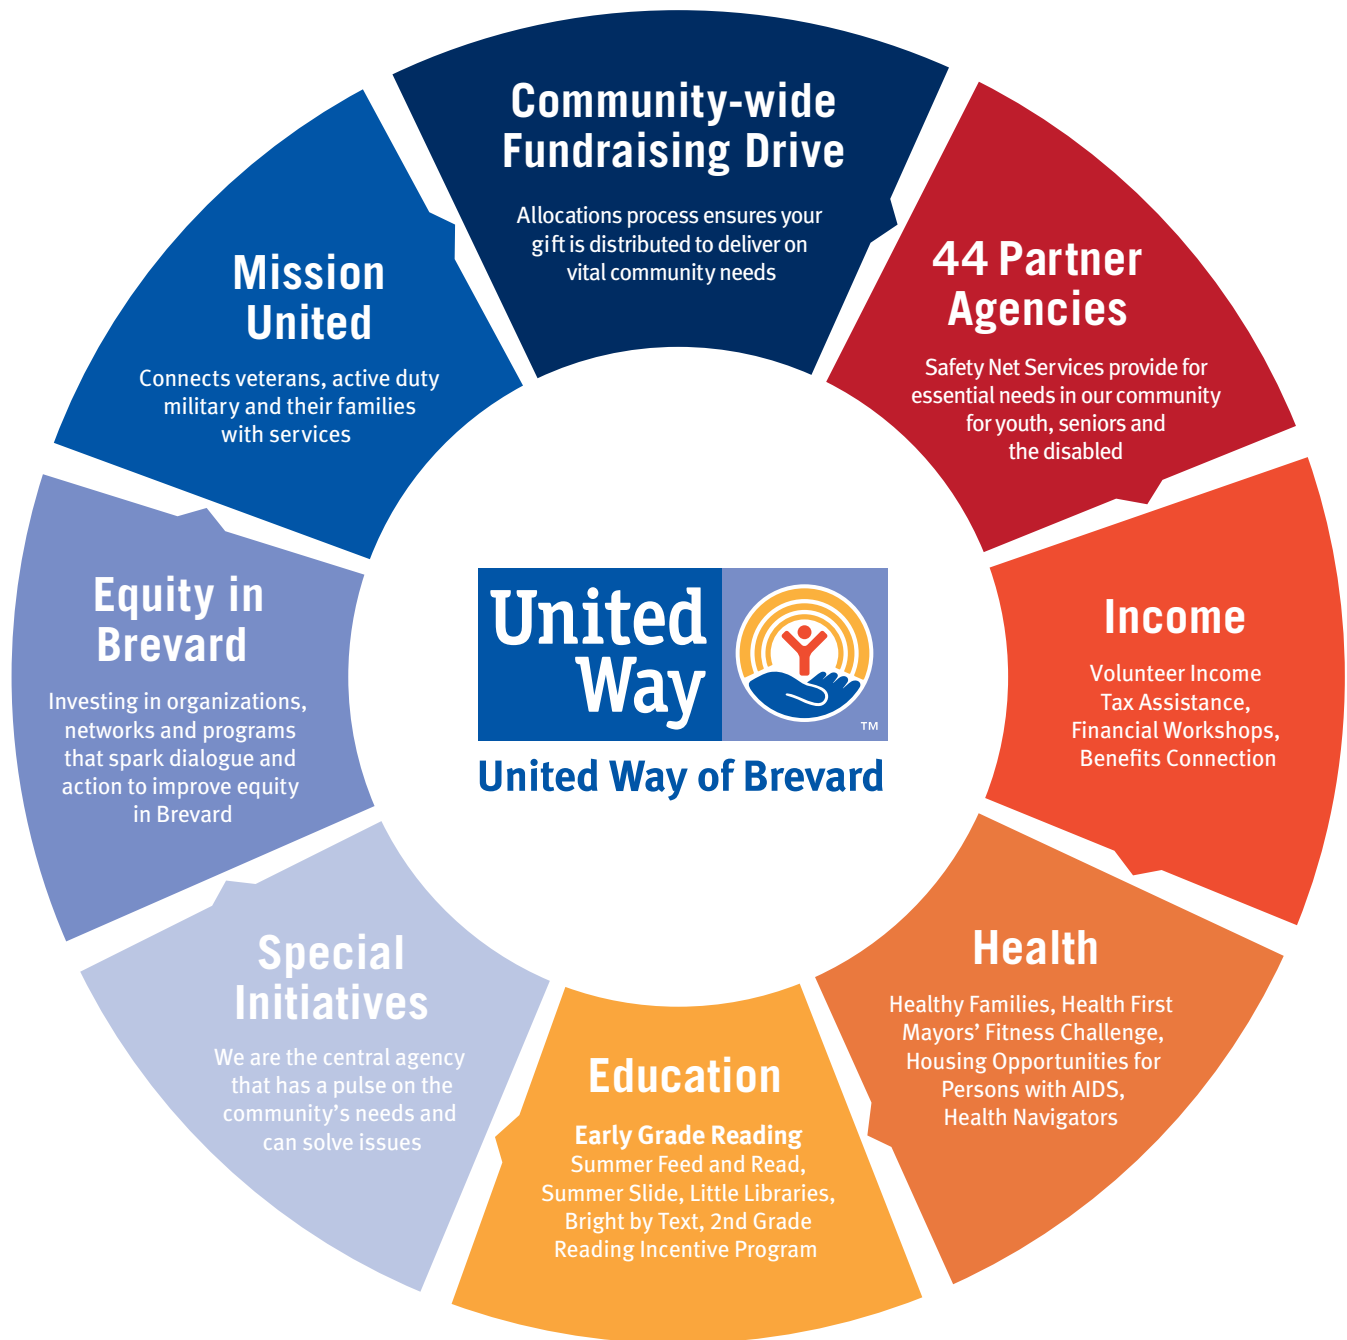 Community-wide
Fundraising Drive
Allocations process ensures your
gift is distributed to deliver on
vital community needs
44 Partner
Agencies
Safety Net Services provide for
essential needs in our community
for youth, seniors and
the disabled
Income
Volunteer Income
Tax Assistance,
Financial Workshops,
Benefits Connection
Health
Healthy Families, Health First
Mayors’ Fitness Challenge,
Housing Opportunities for
Persons with AIDS,
Health Navigators
Education
Early Grade Reading
Summer Feed and Read,
Summer Slide, Little Libraries,
Bright by Text, 2nd Grade
Reading Incentive Program
Special
Initiatives
We are the central agency
that has a pulse on the
community’s needs and
can solve issues
Equity in
Brevard
Investing in organizations,
networks and programs
that spark dialogue and
action to improve equity
in Brevard
Mission
United
Connects veterans, active duty
military and their families
with services
United
Way
TM
United Way of Brevard